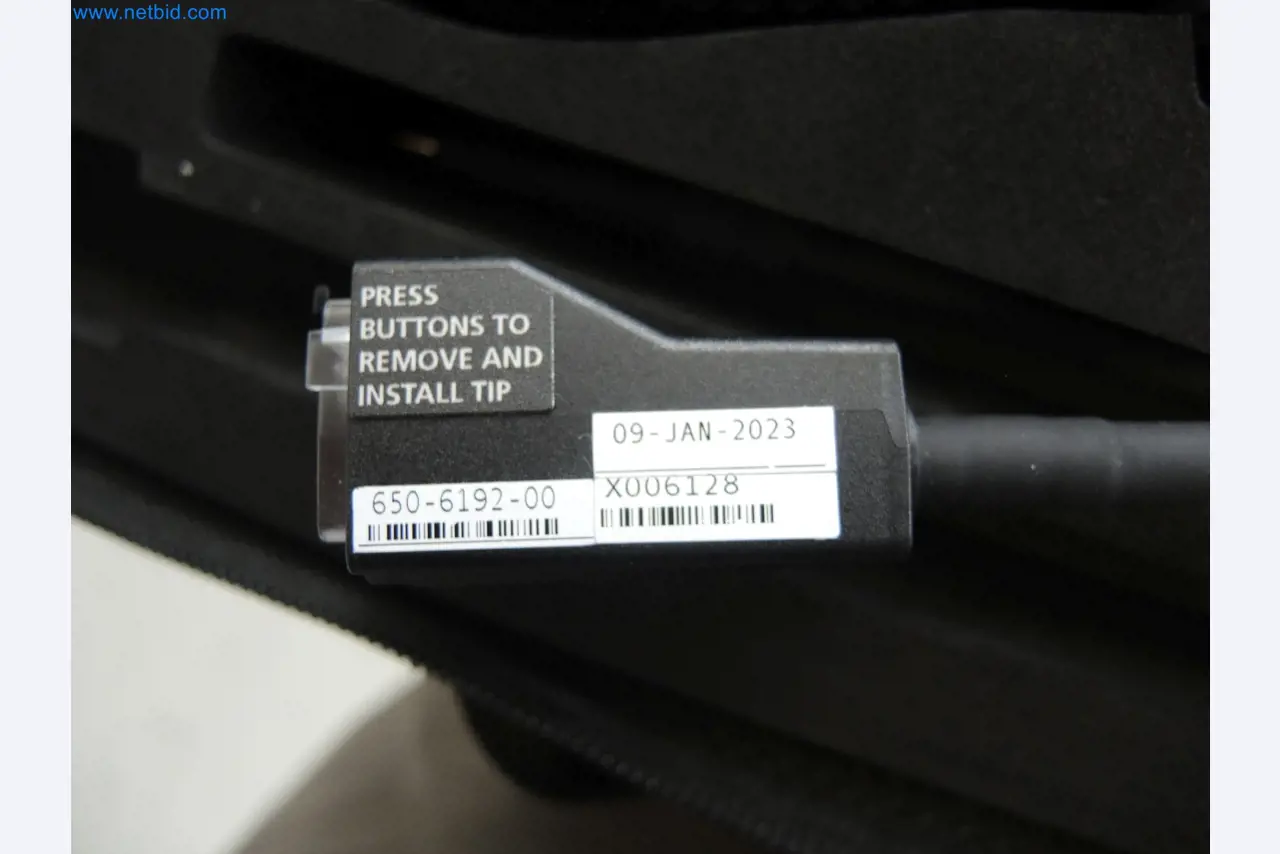 www.netbid.com
PRESS
BUTTONS TO
REMOVE AND
INSTALL TIP
09-JAN-2023
X006128
650-6192-00